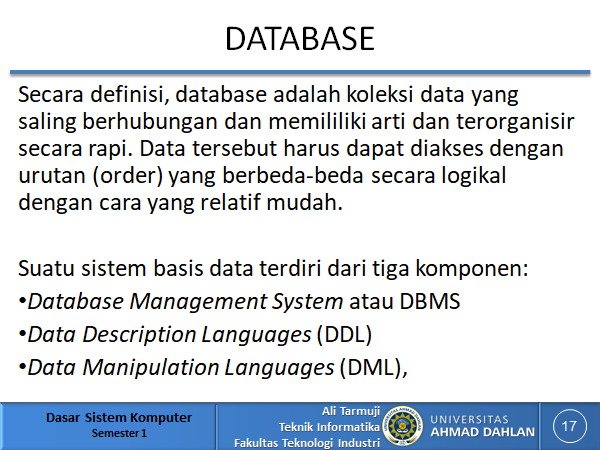 DATABASE
Secara definisi, database adalah koleksi data yang
saling berhubungan dan memililiki arti dan terorganisir
secara rapi. Data tersebut harus dapat diakses dengan
urutan (order) yang berbeda-beda secara logikal
dengan cara yang relatif mudah.
Suatu sistem basis data terdiri dari tiga komponen:
•Database Management System atau DBMS
•Data Description Languages (DDL)
•Data Manipulation Languages (DML),
Dasar Sistem Komputer
Semester 1
Ali Tarmuji
Teknik Informatika
Fakultas Teknologi Industri
UNIVERSITAS
AHMAD DAHLAN
17